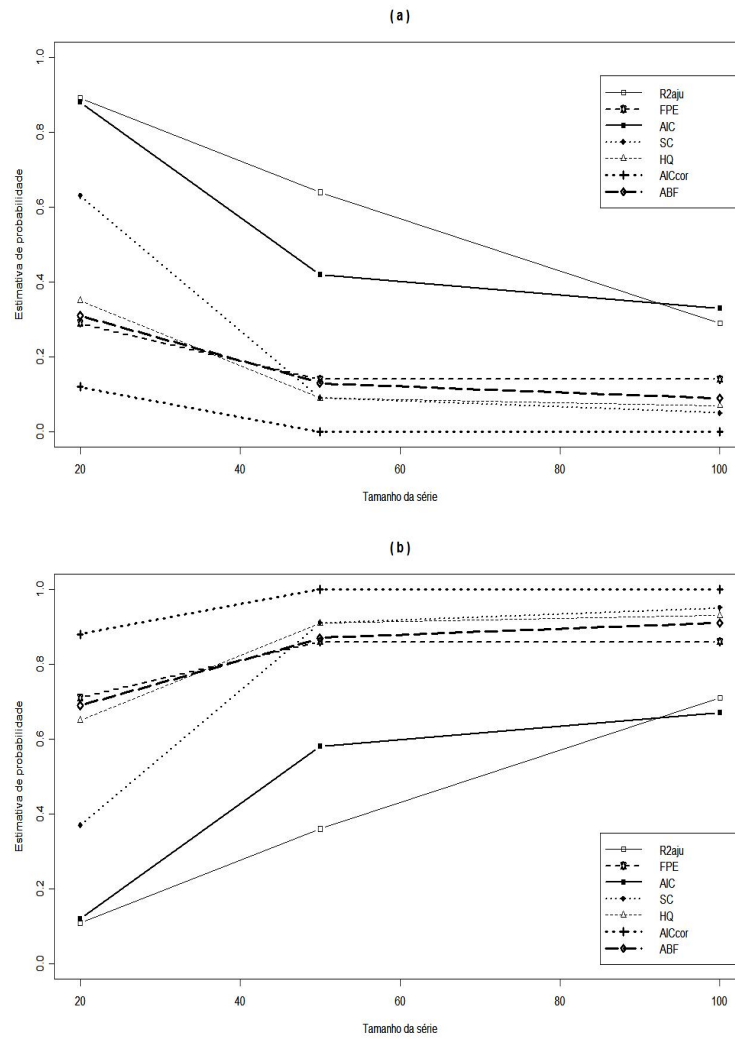 ( a )
Estimativa de probabilidade
1.0
0.8
0.6
0.4
0.2
0.0
R2aju
FPE
AIC
SC
HQ
AICcor
ABF
20 40 60 80 100
Tamanho da série
( b )
Estimativa de probabilidade
1.0
0.8
0.6
0.4
0.2
0.0
R2aju
FPE
AIC
SC
HQ
AICcor
ABF
20 40 60 80 100
Tamanho da série